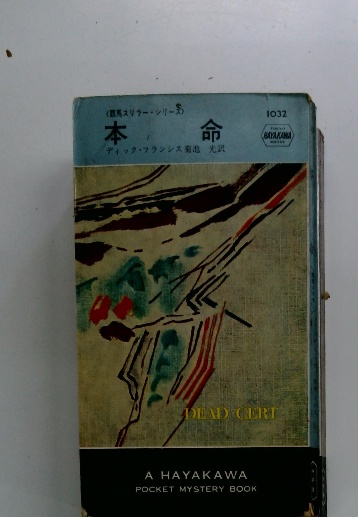 〈競馬スリラー・シリーズ〉
1032
本命
HAYAKAWA
ディック・フランシス 菊池 光訳
DEAD CERT
A HAYAKAWA
POCKET MYSTERY BOOK